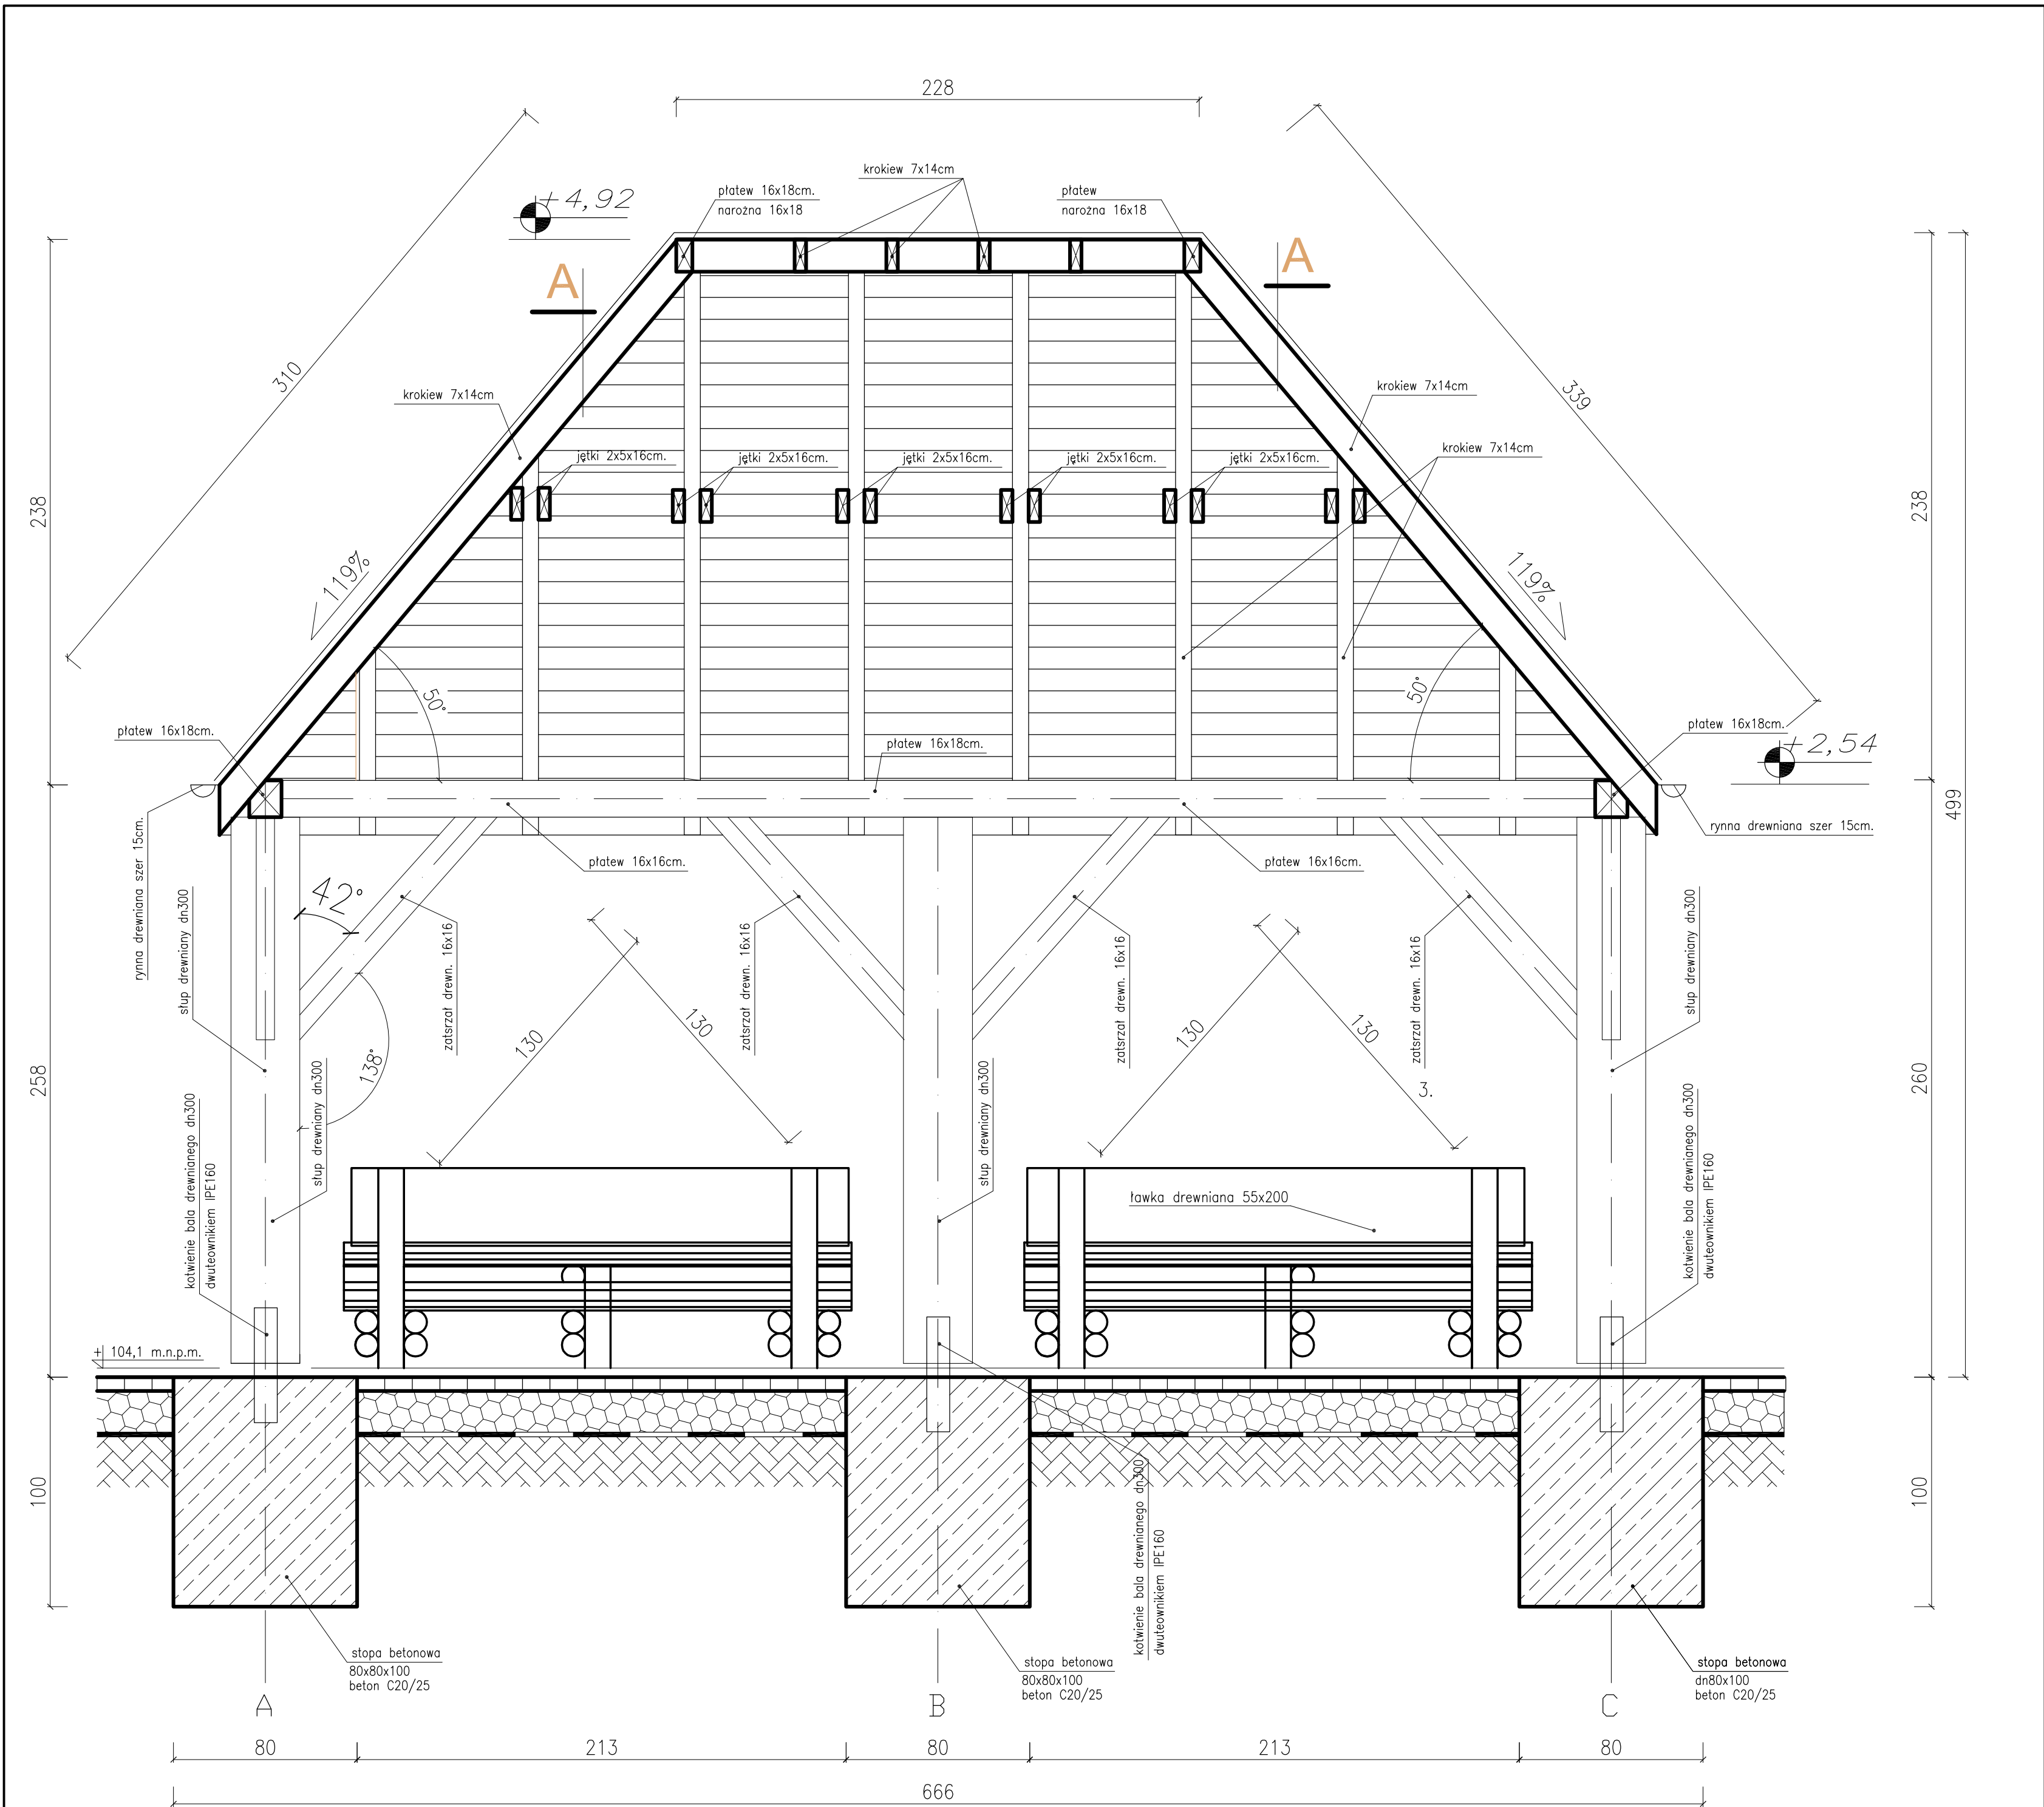 228
krokiew 7x14cm
+4,92
płatew 16x18cm.
narożna 16x18
płatew
narożna 16x18
A
A
310
339
krokiew 7x14cm
krokiew 7x14cm
krokiew 7x14cm
jętki 2x5x16cm.
jętki 2x5x16cm.
jętki 2x5x16cm.
jętki 2x5x16cm.
jętki 2x5x16cm.
238
238
499
119%
119%
50°
50°
płatew 16x18cm.
płatew 16x18cm.
płatew 16x18cm.
+2,54
rynna drewniana szer 15cm.
rynna drewniana szer 15cm.
płatew 16x16cm.
płatew 16x16cm.
42°
138°
słup drewniany dn300
zatsrzał drewn. 16x16
zatsrzał drewn. 16x16
zatsrzał drewn. 16x16
zatsrzał drewn. 16x16
słup drewniany dn300
130
130
130
130
3.
258
260
słup drewniany dn300
słup drewniany dn300
kotwienie bala drewnianego dn300
dwuteownikiem IPE160
kotwienie bala drewnianego dn300
dwuteownikiem IPE160
ławka drewniana 55x200
+ 104,1 m.n.p.m.
100
100
kotwienie bala drewnianego dn300
dwuteownikiem IPE160
stopa betonowa
80x80x100
beton C20/25
stopa betonowa
80x80x100
beton C20/25
stopa betonowa
dn80x100
beton C20/25
A
B
C
80
213
80
213
80
666